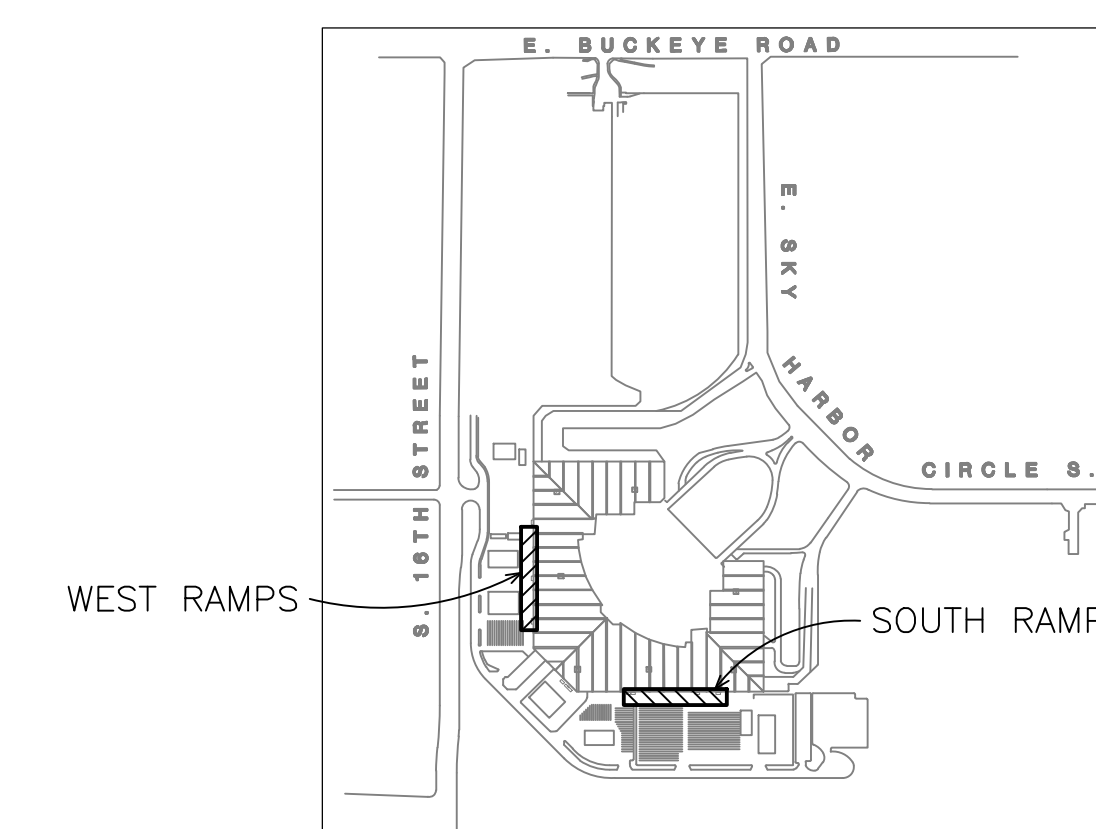 E. BUCKEYE ROAD
E. SKY
HARBOR
CIRCLE S.
S. 16TH STREET
WEST RAMPS
SOUTH RAMP